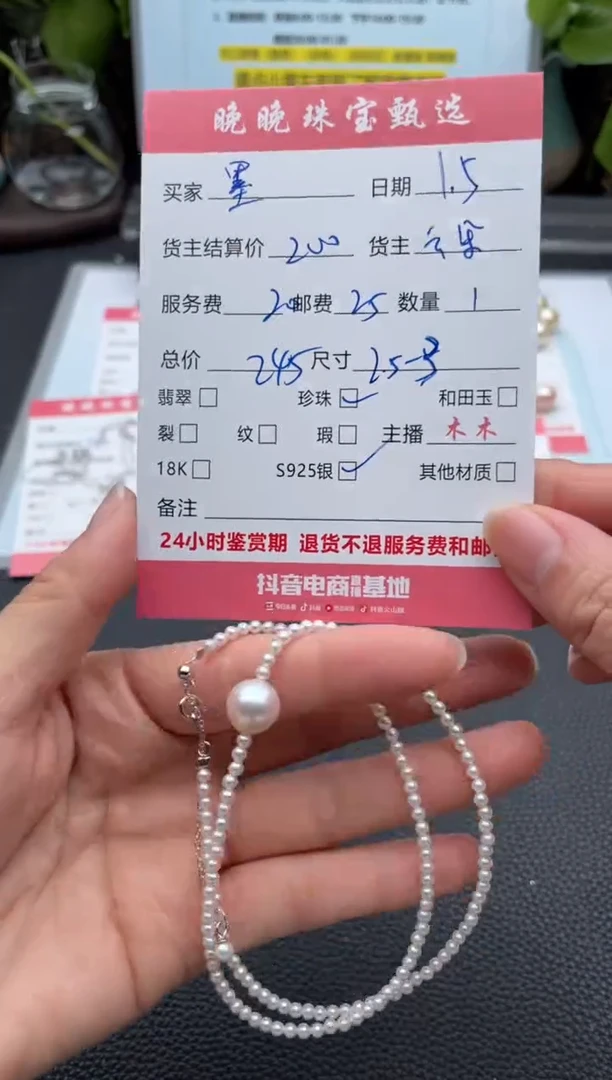 晚晚珠宝甄选
买家 墨 日期 1.5
货主结算价 200 货主
服务费 20 邮费 25 数量 1
总价 245 尺寸 2.5-3
翡翠 珍珠 和田玉
裂 纹 瑕 主播 木木
18K S925银 其他材质
备注
24小时鉴赏期 退货不退服务费和邮
抖音电商直播基地